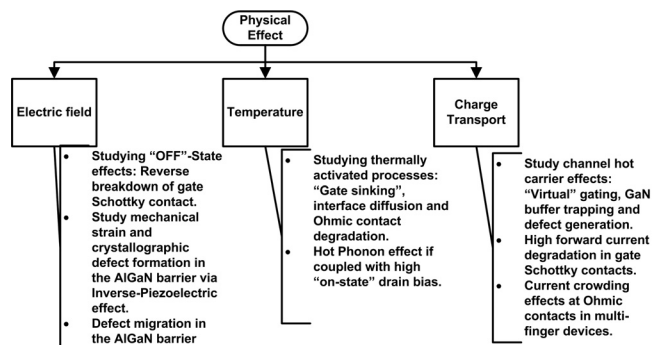 Physical
Effect
Electric field
Temperature
Charge
Transport
• Studying “OFF”-State
effects: Reverse
breakdown of gate
Schottky contact.
• Study mechanical
strain and
crystallographic
defect formation in
the AlGaN barrier via
Inverse-Piezoelectric
effect.
• Defect migration in
the AlGaN barrier
• Studying thermally
activated processes:
“Gate sinking”,
interface diffusion and
Ohmic contact
degradation.
• Hot Phonon effect if
coupled with high
“on-state” drain bias.
• Study channel hot
carrier effects:
“Virtual” gating, GaN
buffer trapping and
defect generation.
• High forward current
degradation in gate
Schottky contacts.
• Current crowding
effects at Ohmic
contacts in multi-
finger devices.